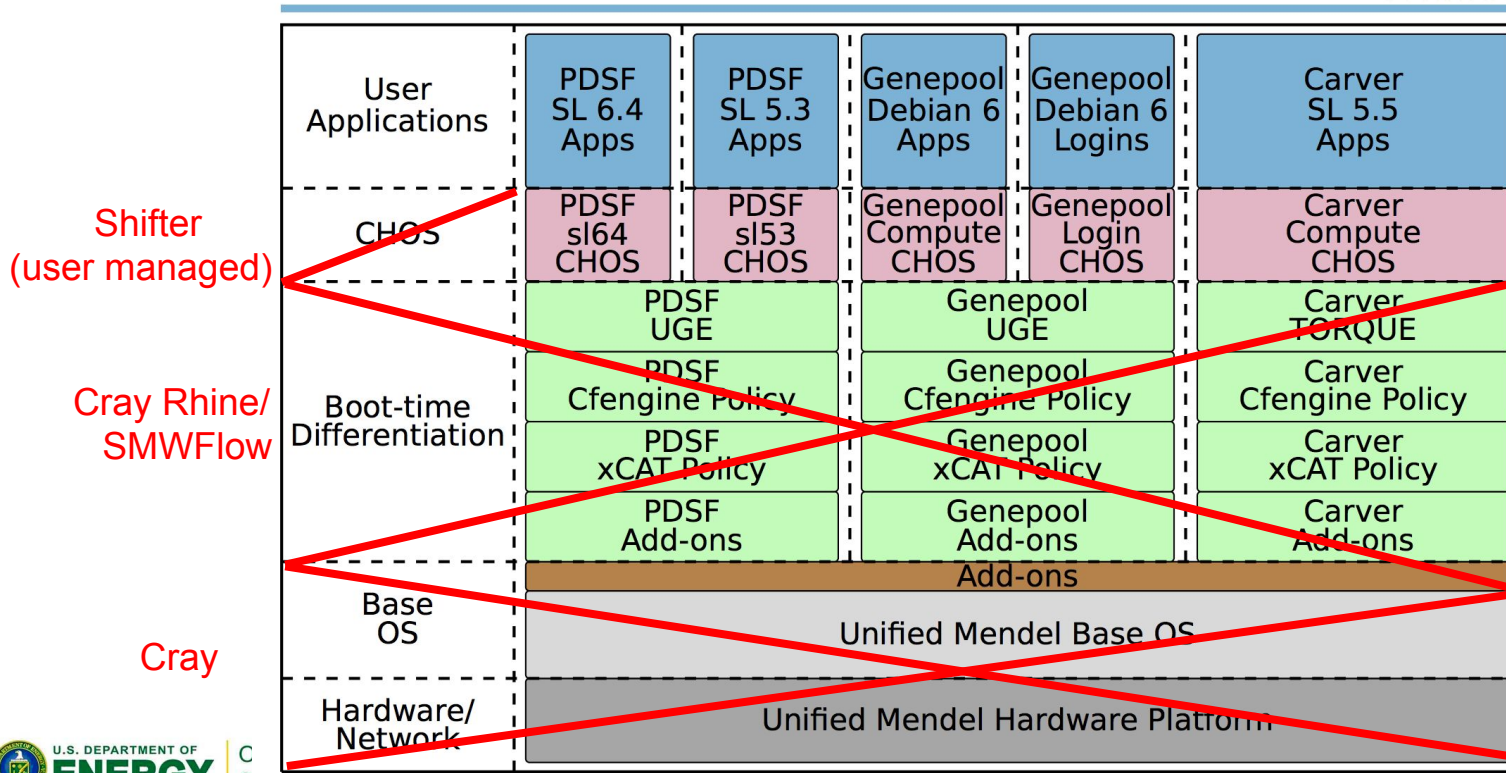 User
Applications
PDSF
SL 6.4
Apps
PDSF
SL 5.3
Apps
Genepool
Debian 6
Apps
Genepool
Debian 6
Logins
Carver
SL 5.5
Apps
Shifter
(user managed)
CHOS
PDSF
sl64
CHOS
PDSF
sl53
CHOS
Genepool
Compute
CHOS
Genepool
Login
CHOS
Carver
Compute
CHOS
Cray Rhine/
SMWFlow
Boot-time
Differentiation
PDSF
UGE
Genepool
UGE
Carver
TORQUE
PDSF
Cfengine Policy
Genepool
Cfengine Policy
Carver
Cfengine Policy
PDSF
xCAT Policy
Genepool
xCAT Policy
Carver
xCAT Policy
PDSF
Add-ons
Genepool
Add-ons
Carver
Add-ons
Cray
Base
OS
Add-ons
Unified Mendel Base OS
Hardware/
Network
Unified Mendel Hardware Platform
U.S. DEPARTMENT OF
ENERGY